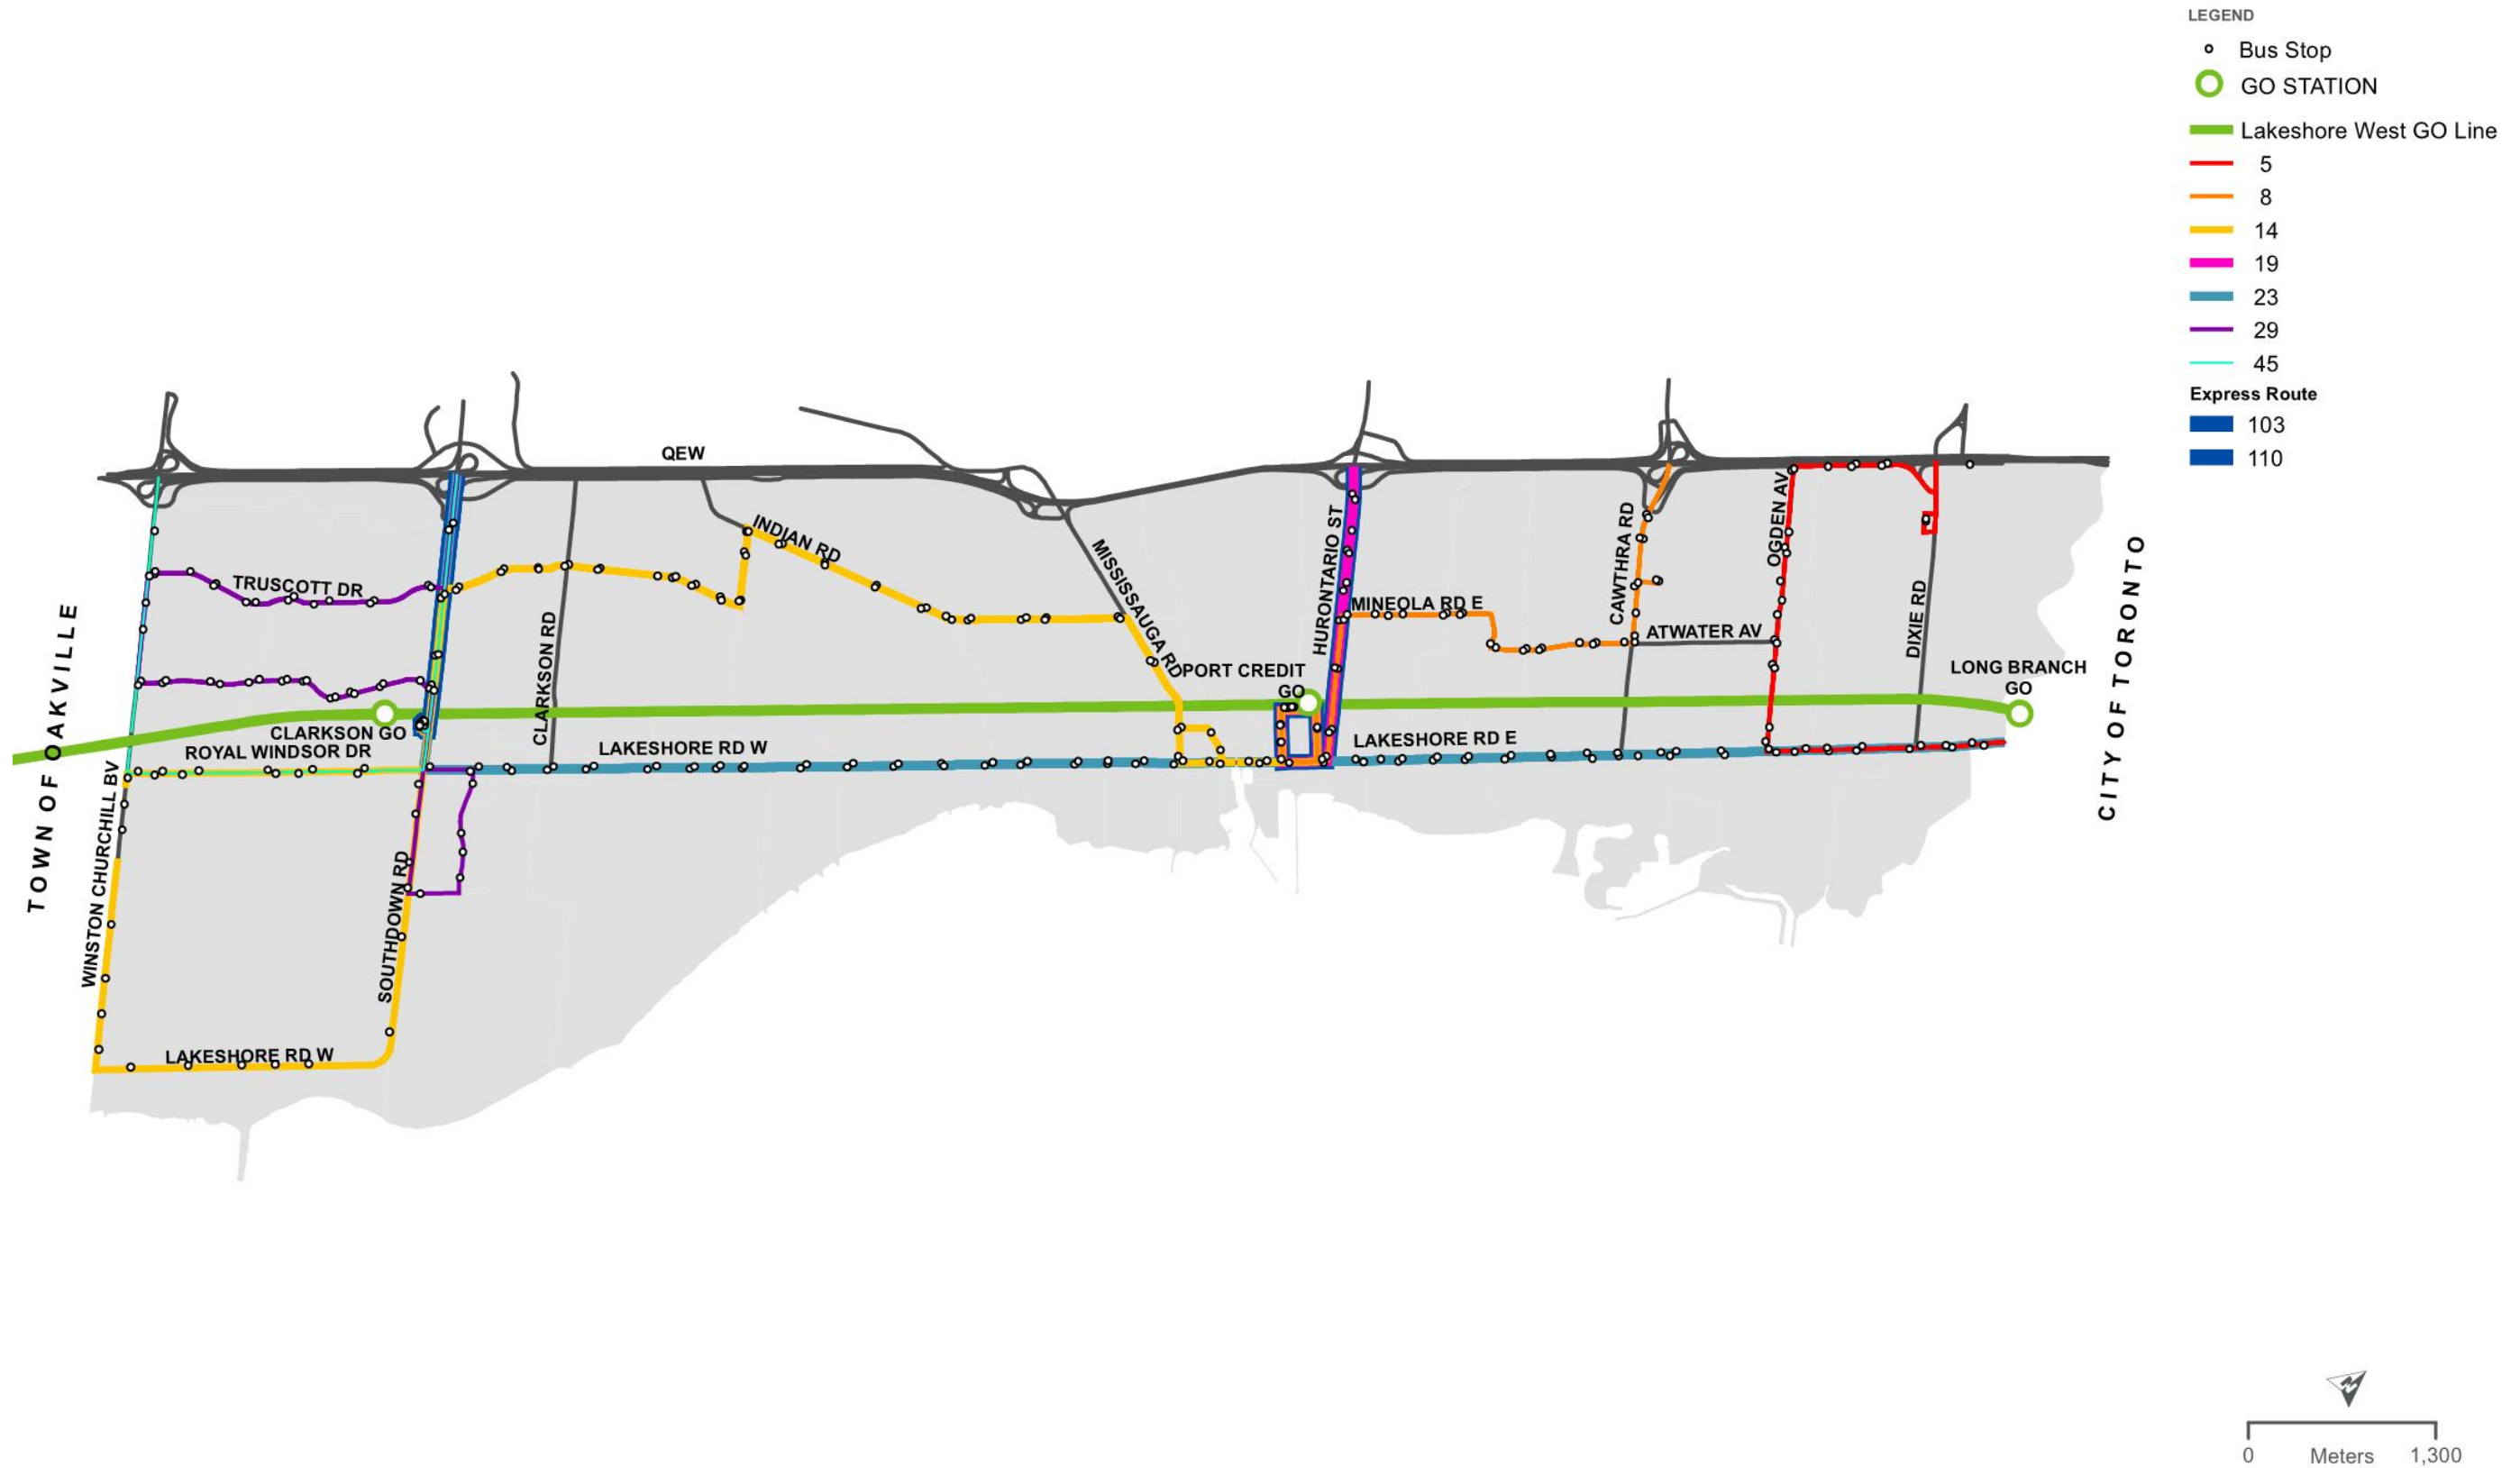 LEGEND
Bus Stop
GO STATION
Lakeshore West GO Line
5
8
14
19
23
29
45
Express Route
103
110
QEW
INDIAN RD
TRUSCOTT DR
MISSISSAUGA RD
HURONTARIO ST
MINEOLA RD E
CAWTHRA RD
ATWATER AV
OGDEN AV
DIXIE RD
CLARKSON RD
PORT CREDIT
GO
LONG BRANCH
GO
TOWN OF OAKVILLE
CITY OF TORONTO
CLARKSON GO
ROYAL WINDSOR DR
LAKESHORE RD W
LAKESHORE RD E
WINSTON CHURCHILL BV
SOUTHDOWN RD
LAKESHORE RD W
N
0 Meters 1,300